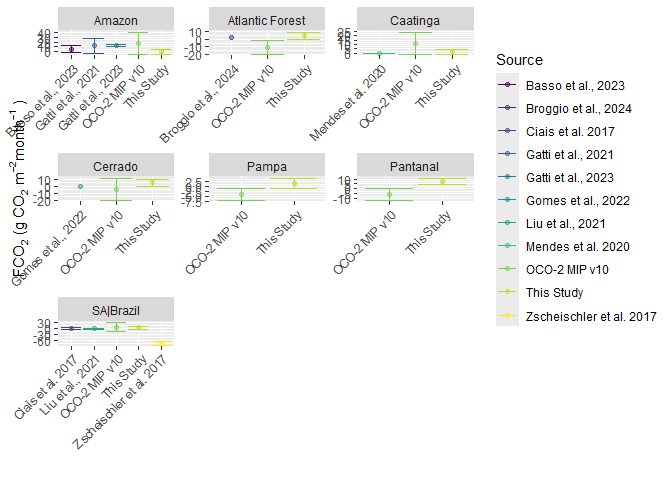 Amazon
Atlantic Forest
Caatinga
40
30
20
10
0
10
0
-10
-20
25
20
15
10
5
0
Basso et al., 2023
Gatti et al., 2021
Gatti et al., 2023
OCO-2 MIP v10
This Study
Broggio et al., 2024
OCO-2 MIP v10
This Study
Mendes et al. 2020
OCO-2 MIP v10
This Study
FCO2 (g CO2 m−2month−1 )
Cerrado
Pampa
Pantanal
10
0
-10
-20
2.5
0.0
-2.5
-5.0
-7.5
10
5
0
-5
-10
Gomes et al., 2022
OCO-2 MIP v10
This Study
OCO-2 MIP v10
This Study
OCO-2 MIP v10
This Study
SA|Brazil
30
0
-30
-60
Ciais et al. 2017
Liu et al., 2021
OCO-2 MIP v10
This Study
Zscheischler et al. 2017
Source
Basso et al., 2023
Broggio et al., 2024
Ciais et al. 2017
Gatti et al., 2021
Gatti et al., 2023
Gomes et al., 2022
Liu et al., 2021
Mendes et al. 2020
OCO-2 MIP v10
This Study
Zscheischler et al. 2017